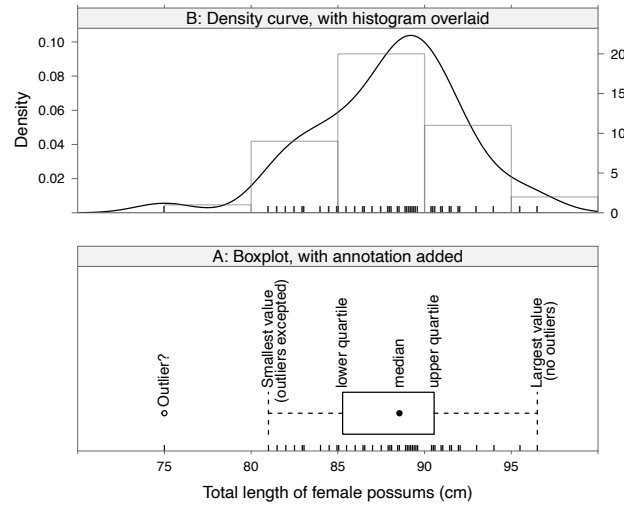 B: Density curve, with histogram overlaid
Density
0.10
0.08
0.06
0.04
0.02
20
15
10
5
0
A: Boxplot, with annotation added
Outlier?
Smallest value
(outliers excepted)
lower quartile
median
upper quartile
Largest value
(no outliers)
75 80 85 90 95
Total length of female possums (cm)